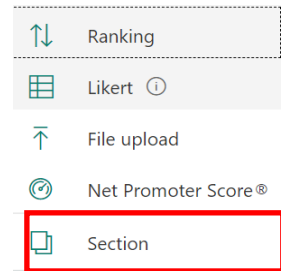 Ranking
Likert
File upload
Net Promoter Score®
Section